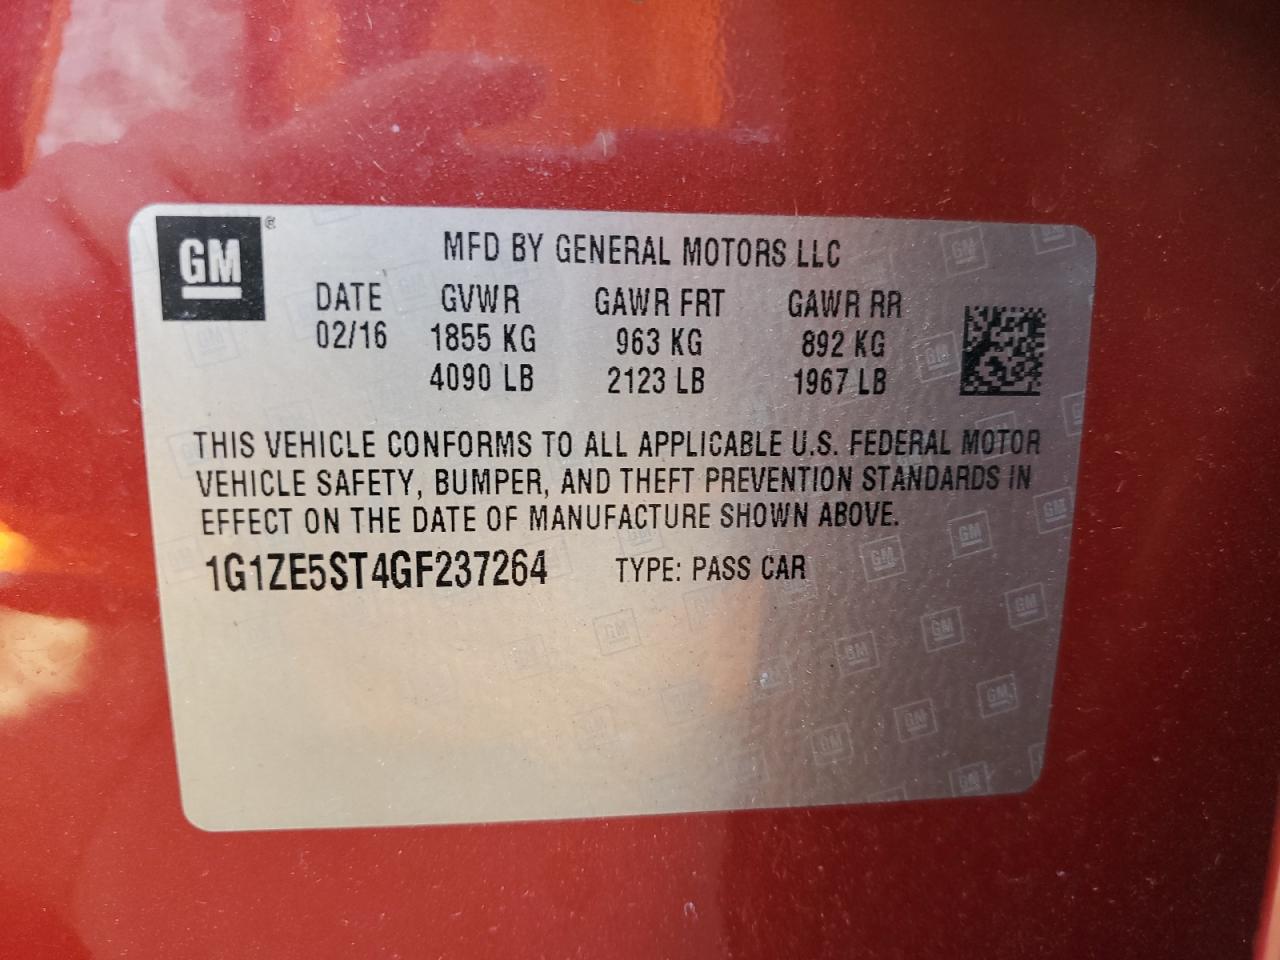 GM
MFD BY GENERAL MOTORS LLC
DATE GVWR GAWR FRT GAWR RR
02/16 1855 KG 963 KG 892 KG
4090 LB 2123 LB 1967 LB
THIS VEHICLE CONFORMS TO ALL APPLICABLE U.S. FEDERAL MOTOR
VEHICLE SAFETY, BUMPER, AND THEFT PREVENTION STANDARDS IN
EFFECT ON THE DATE OF MANUFACTURE SHOWN ABOVE.
1G1ZE5ST4GF237264 TYPE: PASS CAR